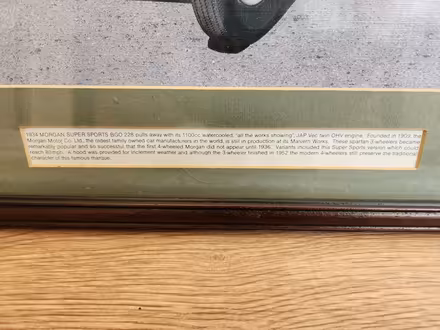 1934 MORGAN SUPER SPORTS BGO 226 pulls away with its 1100cc watercooled, "all the works showing", JAP Vee twin OHV engine. Founded in 1909, the
Morgan Motor Co. Ltd., the oldest family owned car manufacturers in the world, is still in production at its Malvern Works. These spartan 3-wheelers became
remarkably popular and so successful that the first 4-wheeled Morgan did not appear until 1936. Variants included this Super Sports version which could
reach 80mph. A hood was provided for inclement weather and although the 3-wheeler finished in 1952 the modern 4-wheelers still preserve the traditional
character of this famous marque.